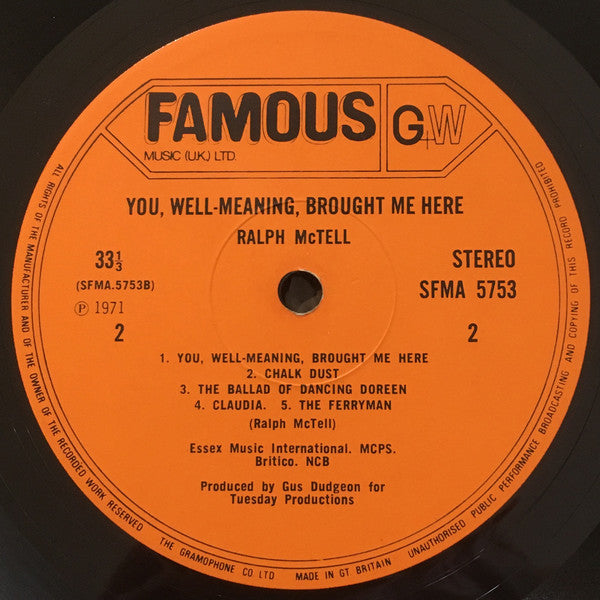 FAMOUS
MUSIC (U.K.) LTD.
G+W
YOU, WELL-MEANING, BROUGHT ME HERE
RALPH McTELL
33⅓
(SFMA.5753B)
Ⓟ 1971
2
STEREO
SFMA 5753
2
1. YOU, WELL-MEANING, BROUGHT ME HERE
2. CHALK DUST
3. THE BALLAD OF DANCING DOREEN
4. CLAUDIA. 5. THE FERRYMAN
(Ralph McTell)
Essex Music International. MCPS.
Britico. NCB
Produced by Gus Dudgeon for
Tuesday Productions
ALL RIGHTS OF THE MANUFACTURER AND OF THE OWNER OF THE RECORDED WORK RESERVED
THE GRAMOPHONE CO LTD
MADE IN GT BRITAIN
UNAUTHORISED PUBLIC PERFORMANCE BROADCASTING AND COPYING OF THIS RECORD PROHIBITED